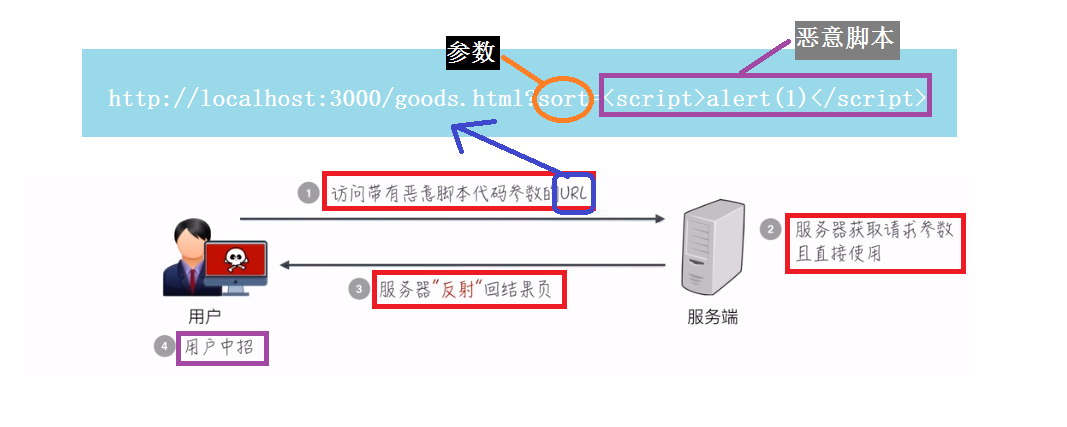 参数
恶意脚本
http://localhost:3000/goods.html?sort=<script>alert(1)</script>
1 访问带有恶意脚本代码参数的URL
2 服务器获取请求参数
且直接使用
3 服务器"反射"回结果页
用户
服务端
4 用户中招